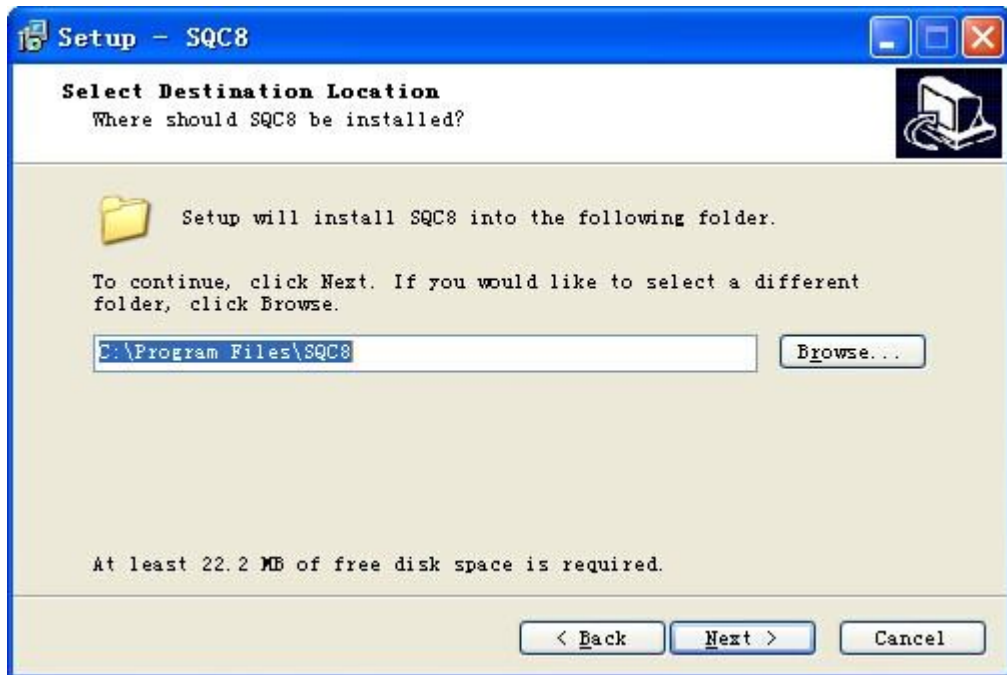 Setup - SQC8
Select Destination Location
Where should SQC8 be installed?
Setup will install SQC8 into the following folder.
To continue, click Next. If you would like to select a different
folder, click Browse.
C:\Program Files\SQC8
Browse...
At least 22.2 MB of free disk space is required.
< Back
Next >
Cancel